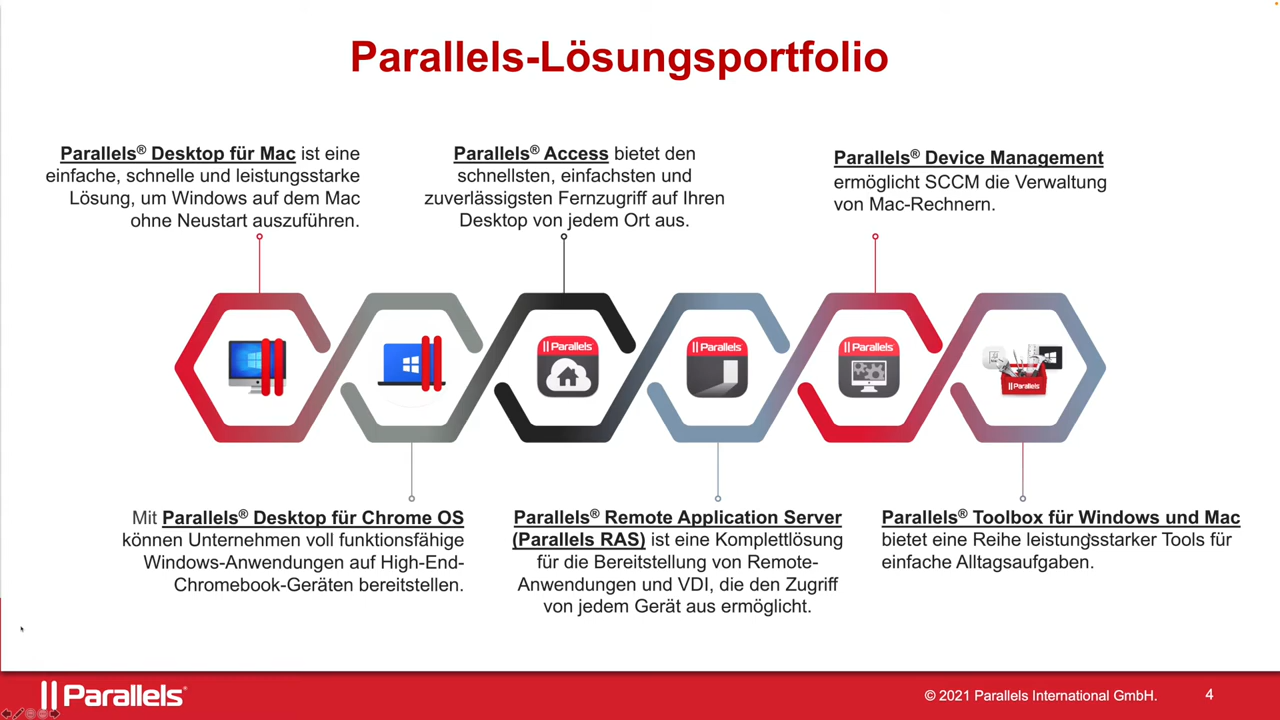 Parallels-Lösungsportfolio
Parallels® Desktop für Mac ist eine
einfache, schnelle und leistungsstarke
Lösung, um Windows auf dem Mac
ohne Neustart auszuführen.
Parallels® Access bietet den
schnellsten, einfachsten und
zuverlässigsten Fernzugriff auf Ihren
Desktop von jedem Ort aus.
Parallels® Device Management
ermöglicht SCCM die Verwaltung
von Mac-Rechnern.
Parallels
Parallels
Parallels
Parallels
Mit Parallels® Desktop für Chrome OS
können Unternehmen voll funktionsfähige
Windows-Anwendungen auf High-End-
Chromebook-Geräten bereitstellen.
Parallels® Remote Application Server
(Parallels RAS) ist eine Komplettlösung
für die Bereitstellung von Remote-
Anwendungen und VDI, die den Zugriff
von jedem Gerät aus ermöglicht.
Parallels® Toolbox für Windows und Mac
bietet eine Reihe leistungsstarker Tools für
einfache Alltagsaufgaben.
Parallels®
© 2021 Parallels International GmbH.
4